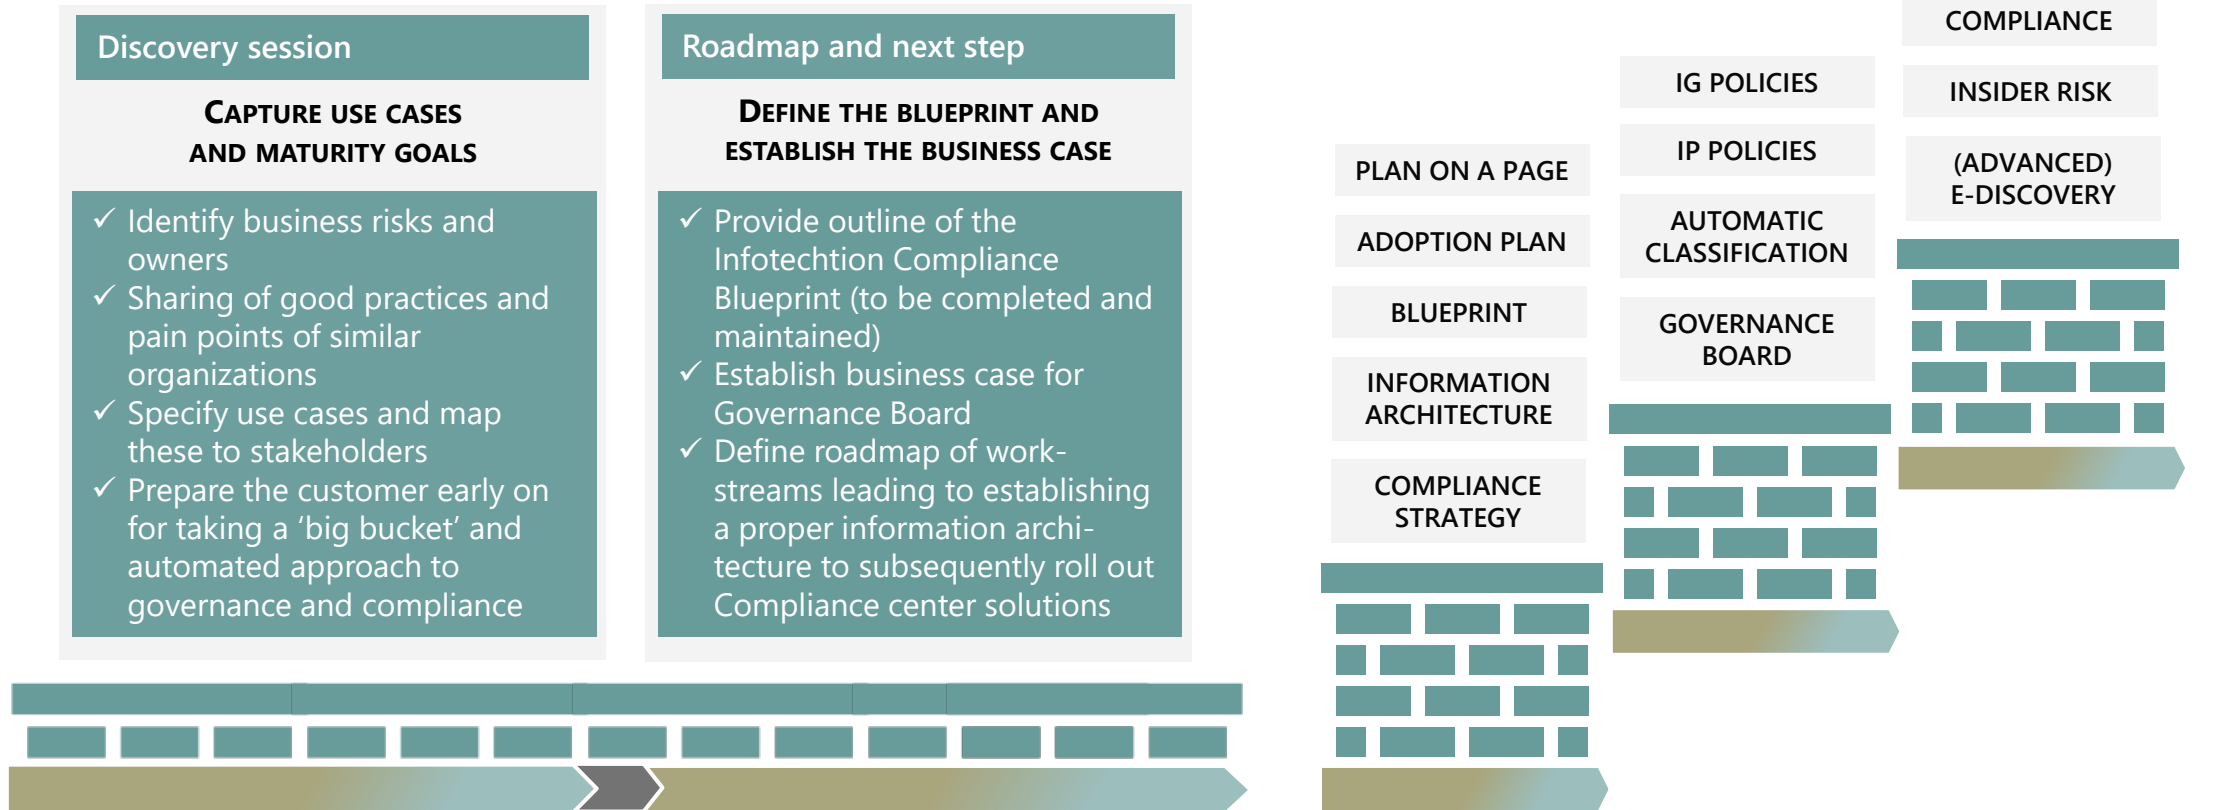 Discovery session
CAPTURE USE CASES
AND MATURITY GOALS
✓ Identify business risks and
owners
✓ Sharing of good practices and
pain points of similar
organizations
✓ Specify use cases and map
these to stakeholders
✓ Prepare the customer early on
for taking a ‘big bucket’ and
automated approach to
governance and compliance
Roadmap and next step
DEFINE THE BLUEPRINT AND
ESTABLISH THE BUSINESS CASE
✓ Provide outline of the
Infotechtion Compliance
Blueprint (to be completed and
maintained)
✓ Establish business case for
Governance Board
✓ Define roadmap of work-
streams leading to establishing
a proper information archi-
tecture to subsequently roll out
Compliance center solutions
PLAN ON A PAGE
ADOPTION PLAN
BLUEPRINT
INFORMATION
ARCHITECTURE
COMPLIANCE
STRATEGY
IG POLICIES
IP POLICIES
AUTOMATIC
CLASSIFICATION
GOVERNANCE
BOARD
COMPLIANCE
INSIDER RISK
(ADVANCED)
E-DISCOVERY